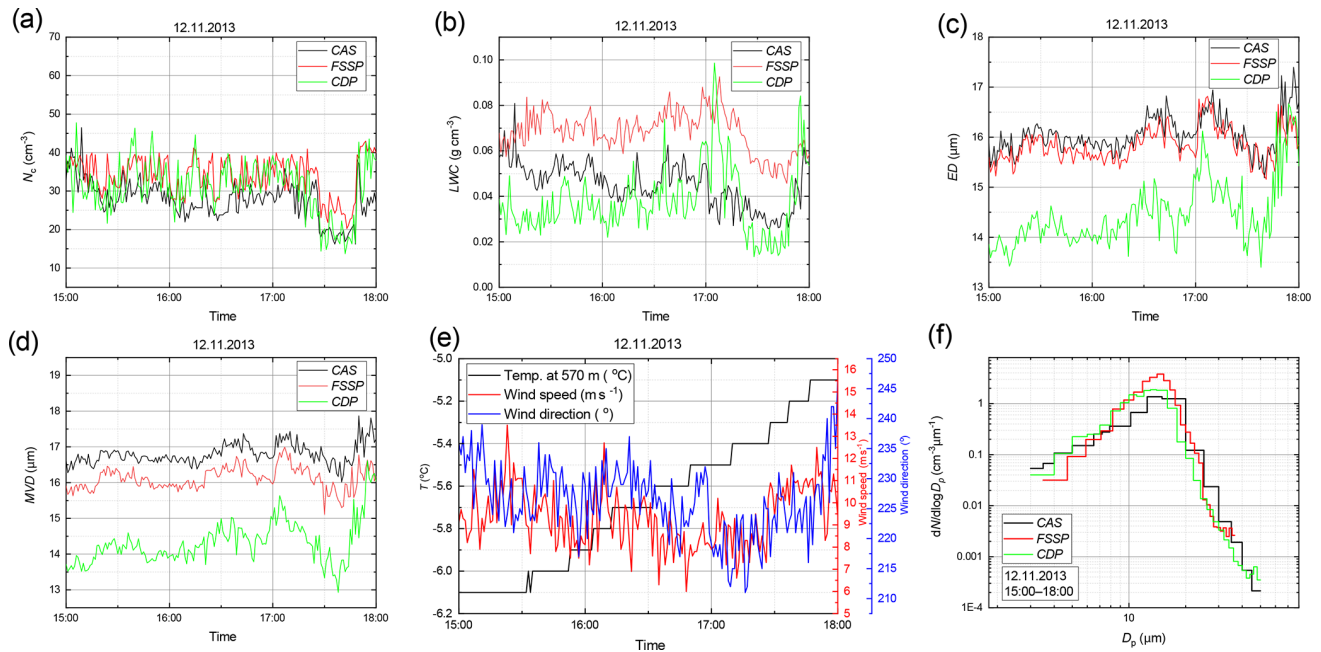 (a)
12.11.2013
70
60
50
40
30
20
10
N_c (cm⁻³)
CAS
FSSP
CDP
15:00 16:00 17:00 18:00
Time
(b)
12.11.2013
0.10
0.08
0.06
0.04
0.02
0.00
LWC (g cm⁻³)
CAS
FSSP
CDP
15:00 16:00 17:00 18:00
Time
(c)
12.11.2013
18
17
16
15
14
13
ED (μm)
CAS
FSSP
CDP
15:00 16:00 17:00 18:00
Time
(d)
12.11.2013
19
18
17
16
15
14
13
MVD (μm)
CAS
FSSP
CDP
15:00 16:00 17:00 18:00
Time
(e)
12.11.2013
-5.0
-5.2
-5.4
-5.6
-5.8
-6.0
-6.2
T (°C)
Temp. at 570 m ( °C)
Wind speed (m s⁻¹)
Wind direction ( °)
16
15
14
13
12
11
10
9
8
7
6
5
Wind speed (m s⁻¹)
250
245
240
235
230
225
220
215
210
Wind direction (°)
15:00 16:00 17:00 18:00
Time
(f)
1
0.1
0.01
0.001
1E-4
dN/dlogD_p (cm⁻³ μm⁻¹)
CAS
FSSP
CDP
12.11.2013
15:00–18:00
10
D_p (μm)